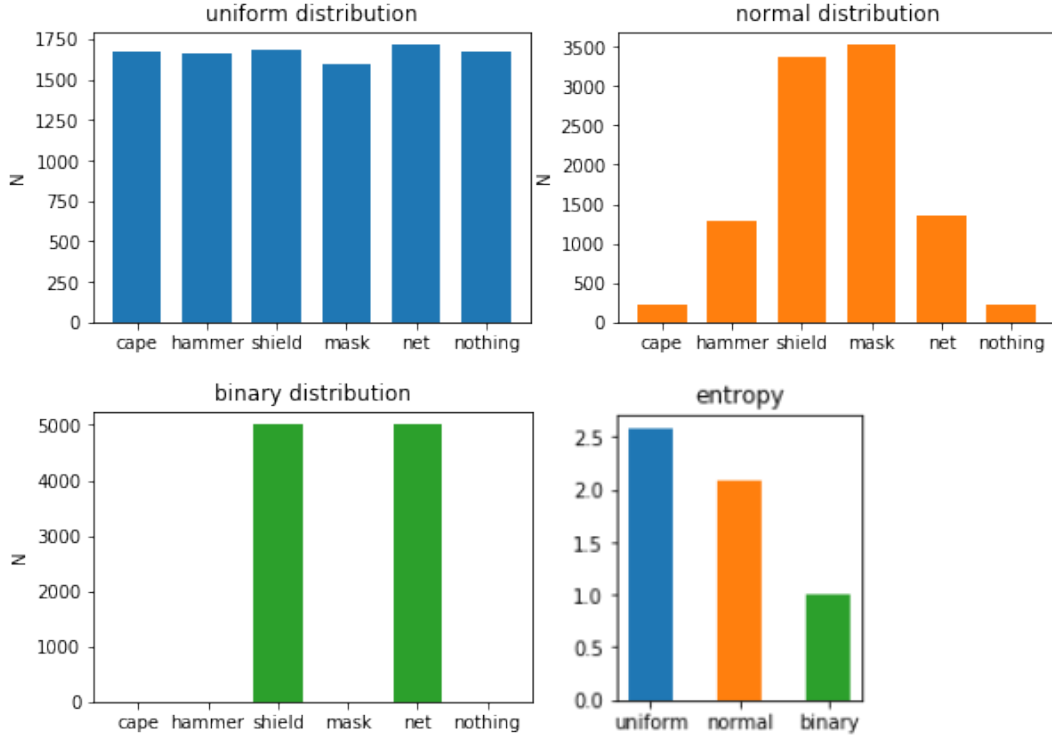 uniform distribution
1750
1500
1250
1000
750
500
250
0
N
cape hammer shield mask net nothing
normal distribution
3500
3000
2500
2000
1500
1000
500
0
N
cape hammer shield mask net nothing
binary distribution
5000
4000
3000
2000
1000
0
N
cape hammer shield mask net nothing
entropy
2.5
2.0
1.5
1.0
0.5
0.0
uniform normal binary